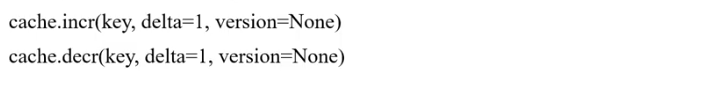 cache.incr(key, delta=1, version=None)
cache.decr(key, delta=1, version=None)